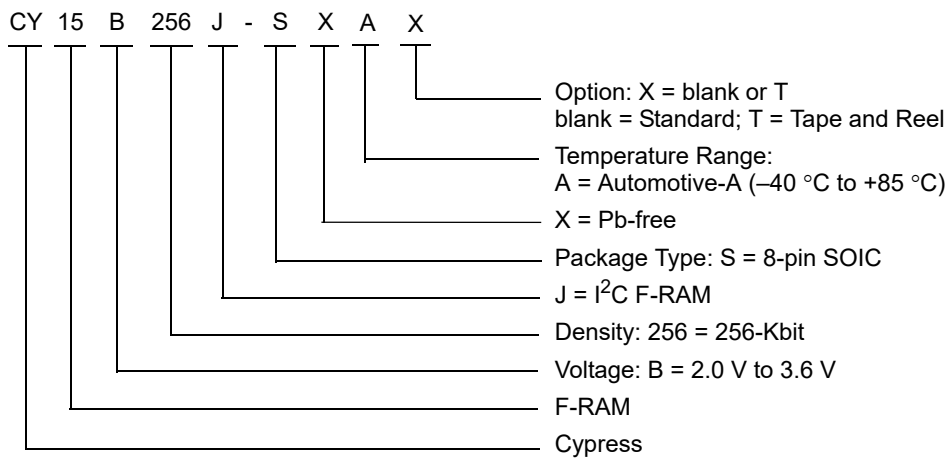 CY 15 B 256 J - S X A X
Option: X = blank or T
blank = Standard; T = Tape and Reel
Temperature Range:
A = Automotive-A (–40 °C to +85 °C)
X = Pb-free
Package Type: S = 8-pin SOIC
J = I²C F-RAM
Density: 256 = 256-Kbit
Voltage: B = 2.0 V to 3.6 V
F-RAM
Cypress